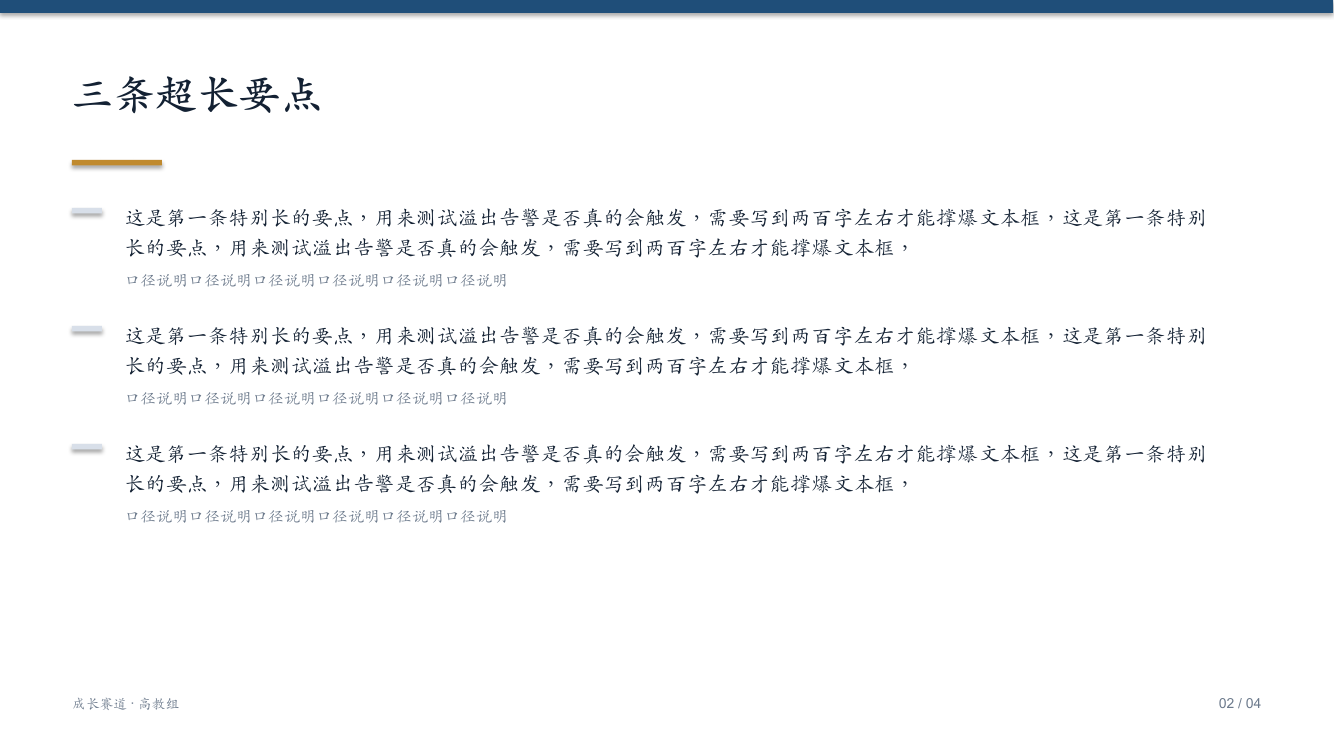 三条超长要点
这是第一条特别长的要点，用来测试溢出告警是否真的会触发，需要写到两百字左右才能撑爆文本框，这是第一条特别
长的要点，用来测试溢出告警是否真的会触发，需要写到两百字左右才能撑爆文本框，
口径说明口径说明口径说明口径说明口径说明口径说明
这是第一条特别长的要点，用来测试溢出告警是否真的会触发，需要写到两百字左右才能撑爆文本框，这是第一条特别
长的要点，用来测试溢出告警是否真的会触发，需要写到两百字左右才能撑爆文本框，
口径说明口径说明口径说明口径说明口径说明口径说明
这是第一条特别长的要点，用来测试溢出告警是否真的会触发，需要写到两百字左右才能撑爆文本框，这是第一条特别
长的要点，用来测试溢出告警是否真的会触发，需要写到两百字左右才能撑爆文本框，
口径说明口径说明口径说明口径说明口径说明口径说明
成长赛道 · 高教组
02 / 04